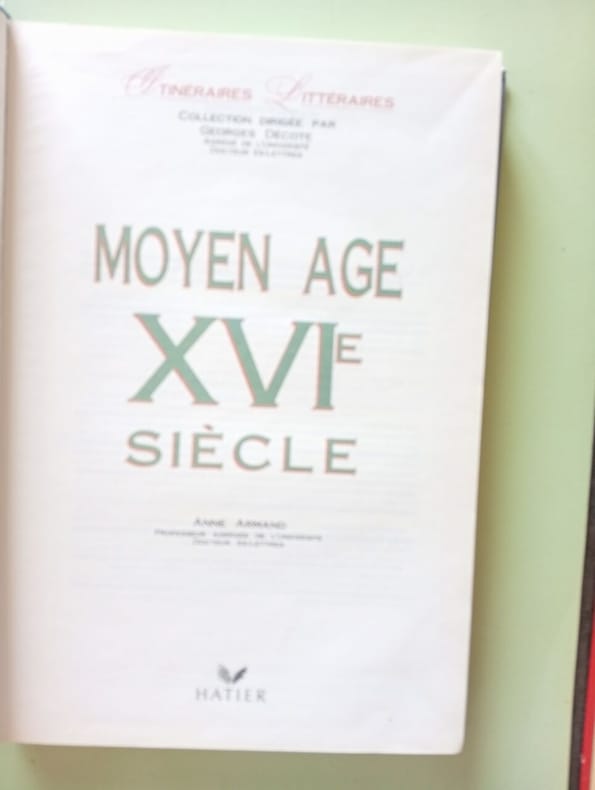 ITINÉRAIRES LITTÉRAIRES
COLLECTION DIRIGÉE PAR
GEORGES DÉCOTE
AGRÉGÉ DE L'UNIVERSITÉ
DOCTEUR ÈS-LETTRES
MOYEN AGE
XVIE
SIÈCLE
ANNE ARMAND
PROFESSEUR AGRÉGÉE DE L'UNIVERSITÉ
DOCTEUR ÈS-LETTRES
HATIER